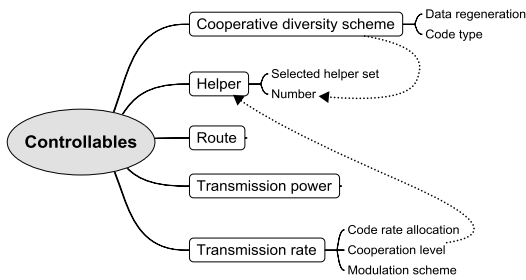 Cooperative diversity scheme
Data regeneration
Code type
Helper
Selected helper set
Number
Controllables
Route
Transmission power
Transmission rate
Code rate allocation
Cooperation level
Modulation scheme